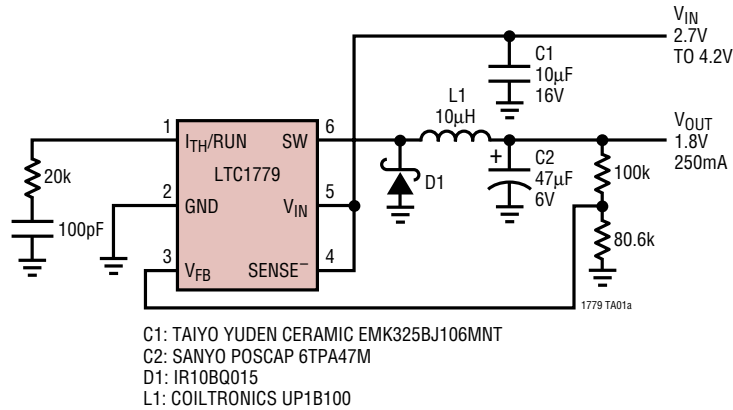 V_IN
2.7V
TO 4.2V
C1
10µF
16V
L1
10µH
V_OUT
1.8V
250mA
1
I_TH/RUN
SW
6
LTC1779
20k
100pF
2
GND
V_IN
5
3
V_FB
SENSE⁻
4
D1
+
C2
47µF
6V
100k
80.6k
1779 TA01a
C1: TAIYO YUDEN CERAMIC EMK325BJ106MNT
C2: SANYO POSCAP 6TPA47M
D1: IR10BQ015
L1: COILTRONICS UP1B100